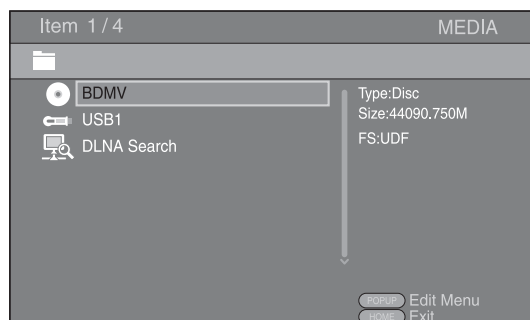 Item 1/4
MEDIA
BDMV
USB1
DLNA Search
Type:Disc
Size:44090.750M
FS:UDF
POPUP Edit Menu
HOME Exit